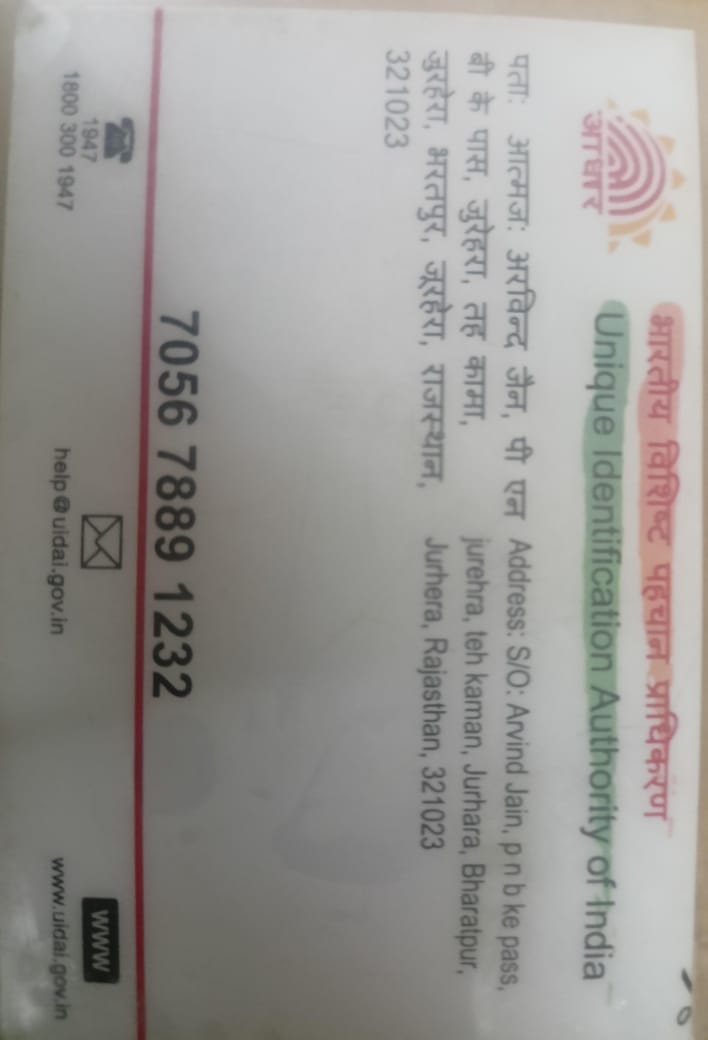 भारतीय विशिष्ट पहचान प्राधिकरण
Unique Identification Authority of India
आधार
पताः आत्मजः अरविन्द जैन, पी एन
बी के पास, जुरेहरा, तह कामा,
जुरहेरा, भरतपुर, जूरहेरा, राजस्थान,
321023
Address: S/O: Arvind Jain, p n b ke pass,
jurehra, teh kaman, Jurhara, Bharatpur,
Jurhera, Rajasthan, 321023
7056 7889 1232
1947
1800 300 1947
help@uidai.gov.in
www
www.uidai.gov.in